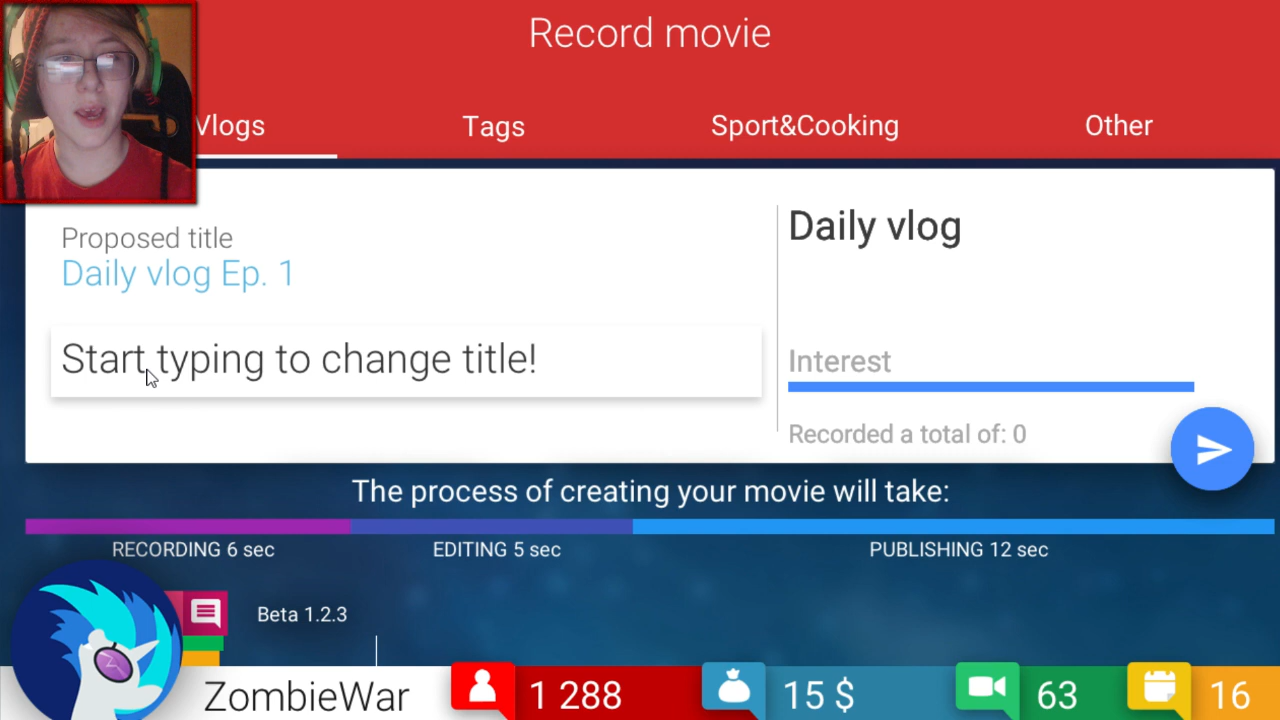 Record movie
Vlogs
Tags
Sport&Cooking
Other
Proposed title
Daily vlog Ep. 1
Start typing to change title!
Daily vlog
Interest
Recorded a total of: 0
The process of creating your movie will take:
RECORDING 6 sec
EDITING 5 sec
PUBLISHING 12 sec
Beta 1.2.3
ZombieWar
1 288
15 $
63
16